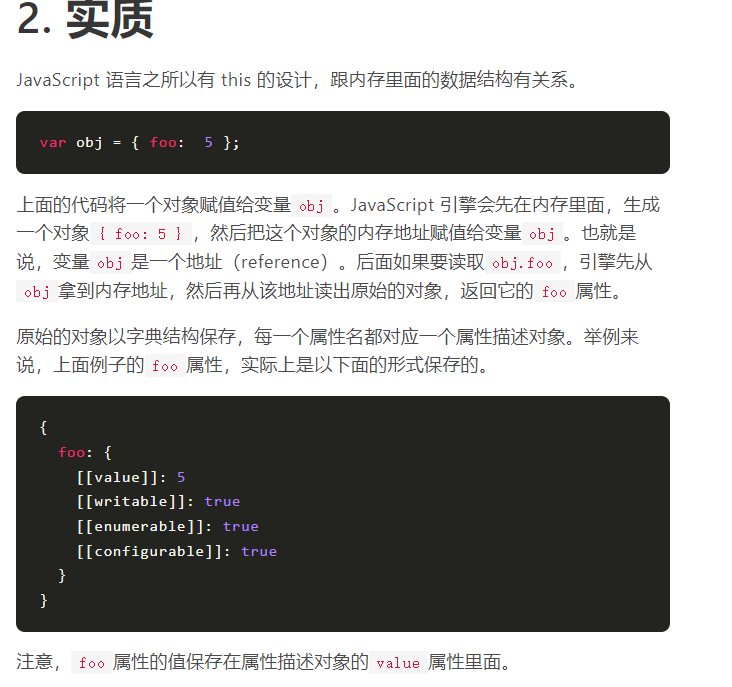 2. 实质
JavaScript 语言之所以有 this 的设计，跟内存里面的数据结构有关系。
var obj = { foo:  5 };
上面的代码将一个对象赋值给变量 obj 。JavaScript 引擎会先在内存里面，生成
一个对象 { foo: 5 } ，然后把这个对象的内存地址赋值给变量 obj 。也就是
说，变量 obj 是一个地址（reference）。后面如果要读取 obj.foo ，引擎先从
obj 拿到内存地址，然后再从该地址读出原始的对象，返回它的 foo 属性。
原始的对象以字典结构保存，每一个属性名都对应一个属性描述对象。举例来
说，上面例子的 foo 属性，实际上是以下面的形式保存的。
{
  foo: {
    [[value]]: 5
    [[writable]]: true
    [[enumerable]]: true
    [[configurable]]: true
  }
}
注意， foo 属性的值保存在属性描述对象的 value 属性里面。